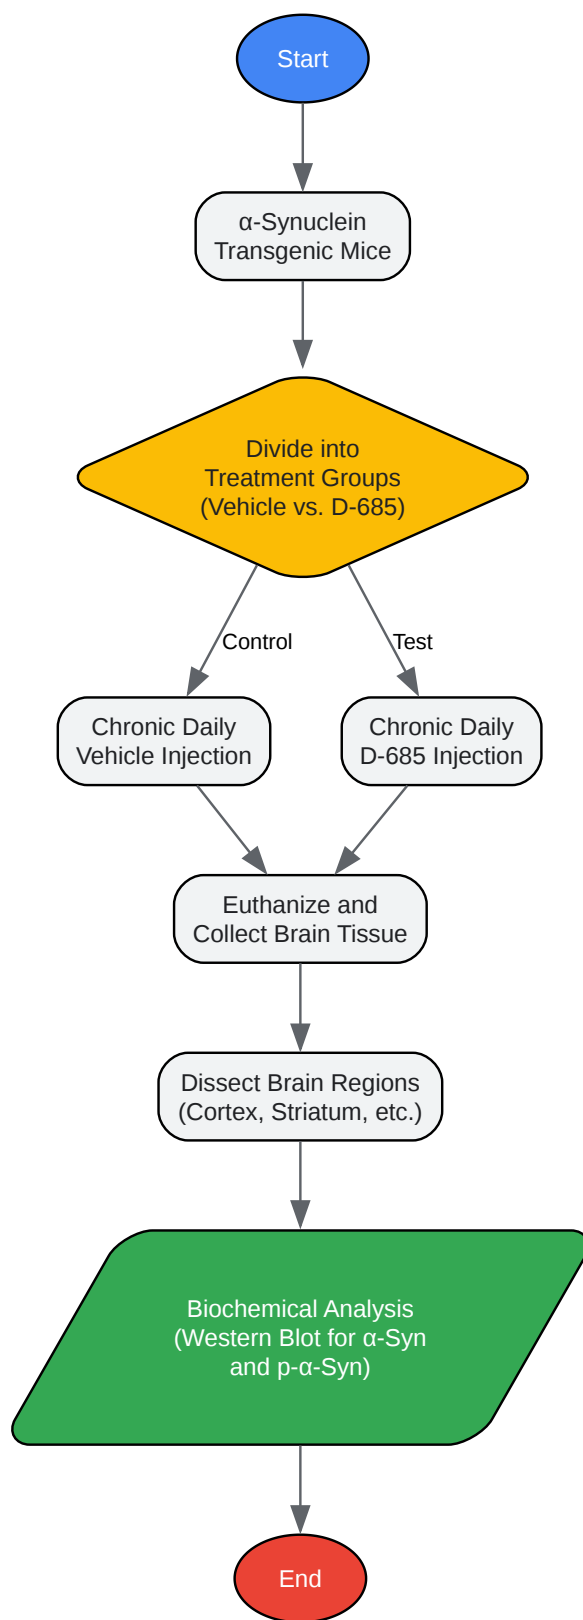 Start
α-Synuclein
Transgenic Mice
Divide into
Treatment Groups
(Vehicle vs. D-685)
Control
Test
Chronic Daily
Vehicle Injection
Chronic Daily
D-685 Injection
Euthanize and
Collect Brain Tissue
Dissect Brain Regions
(Cortex, Striatum, etc.)
Biochemical Analysis
(Western Blot for α-Syn
and p-α-Syn)
End